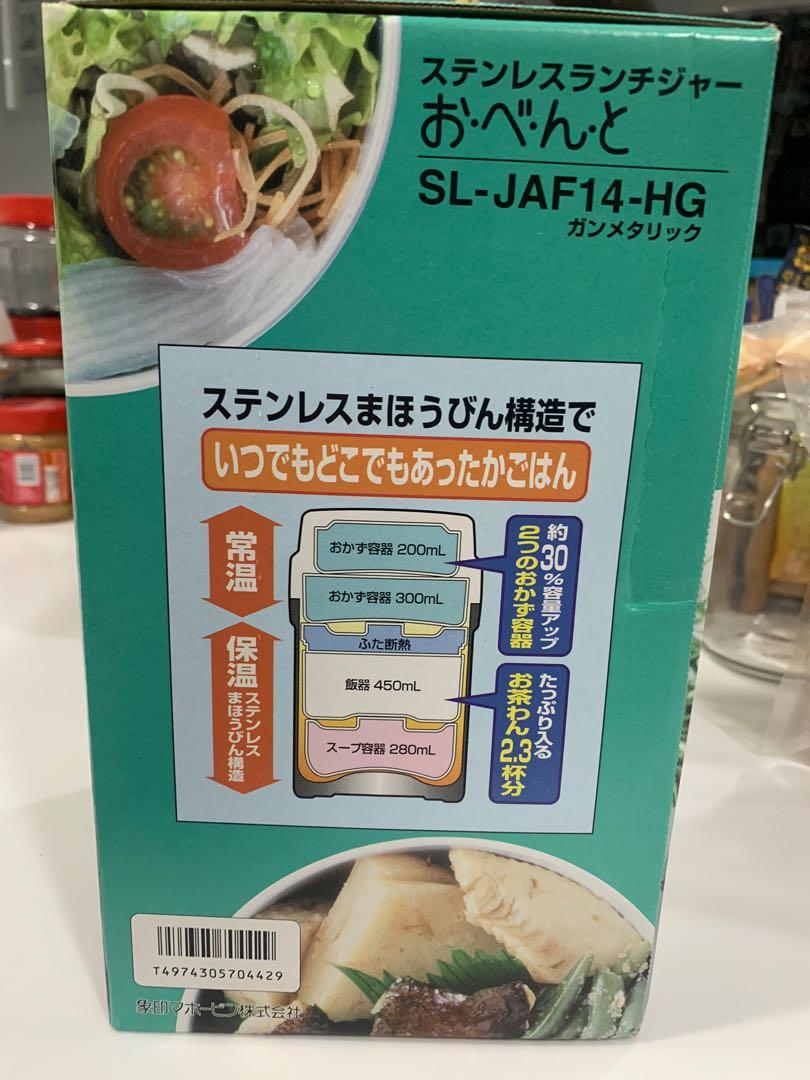 ステンレスランチジャー
お・べ・ん・と
SL-JAF14-HG
ガンメタリック
ステンレスまほうびん構造で
いつでもどこでもあったかごはん
常温
保温
ステンレス
まほうびん構造
おかず容器 200mL
おかず容器 300mL
ふた断熱
飯器 450mL
スープ容器 280mL
約30%容量アップ
2つのおかず容器
たっぷり入る
お茶わん2.3杯分
T4974305704429
象印マホービン株式会社